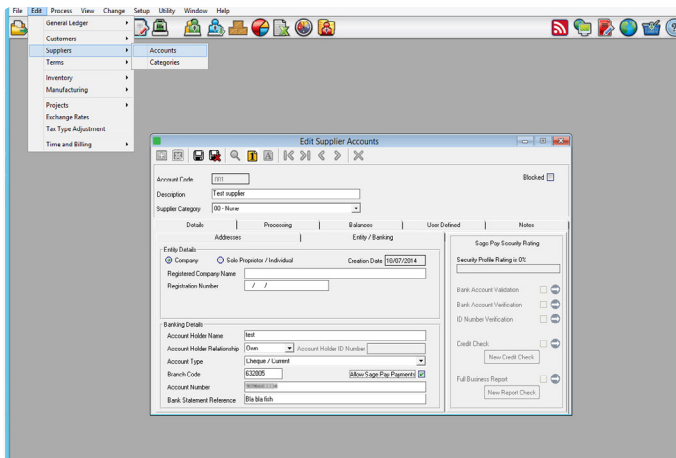 File Edit Process View Change Setup Utility Window Help
General Ledger
Customers
Suppliers
Accounts
Terms
Categories
Inventory
Manufacturing
Projects
Exchange Rates
Tax Type Adjustment
Time and Billing
Edit Supplier Accounts
Account Code 001
Blocked
Description Test supplier
Supplier Category
Details Processing Balances User Defined Notes
Addresses Entity / Banking
Sage Pay Security Rating
Entity Details
Company Sole Proprietor / Individual Creation Date 10/07/2014
Security Profile Rating is 0%
Registered Company Name
Registration Number / /
Bank Account Validation
Bank Account Verification
ID Number Verification
Banking Details
Account Holder Name test
Account Holder Relationship Own Account Holder ID Number
Credit Check
New Credit Check
Account Type Cheque / Current
Branch Code 632005 Allow Sage Pay Payments
Full Business Report
Account Number
New Report Check
Bank Statement Reference Bla bla fish